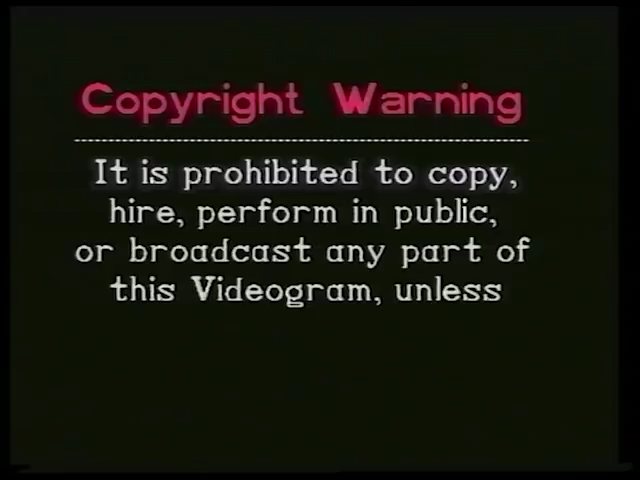 Copyright Warning
It is prohibited to copy,
hire, perform in public,
or broadcast any part of
this Videogram, unless